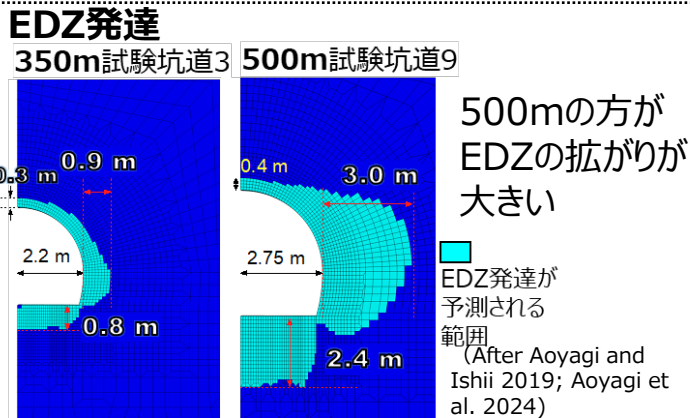 EDZ発達
350m試験坑道3
500m試験坑道9
0.3 m
0.9 m
2.2 m
0.8 m
0.4 m
3.0 m
2.75 m
2.4 m
500mの方が
EDZの拡がりが
大きい
EDZ発達が
予測される
範囲
(After Aoyagi and
Ishii 2019; Aoyagi et
al. 2024)